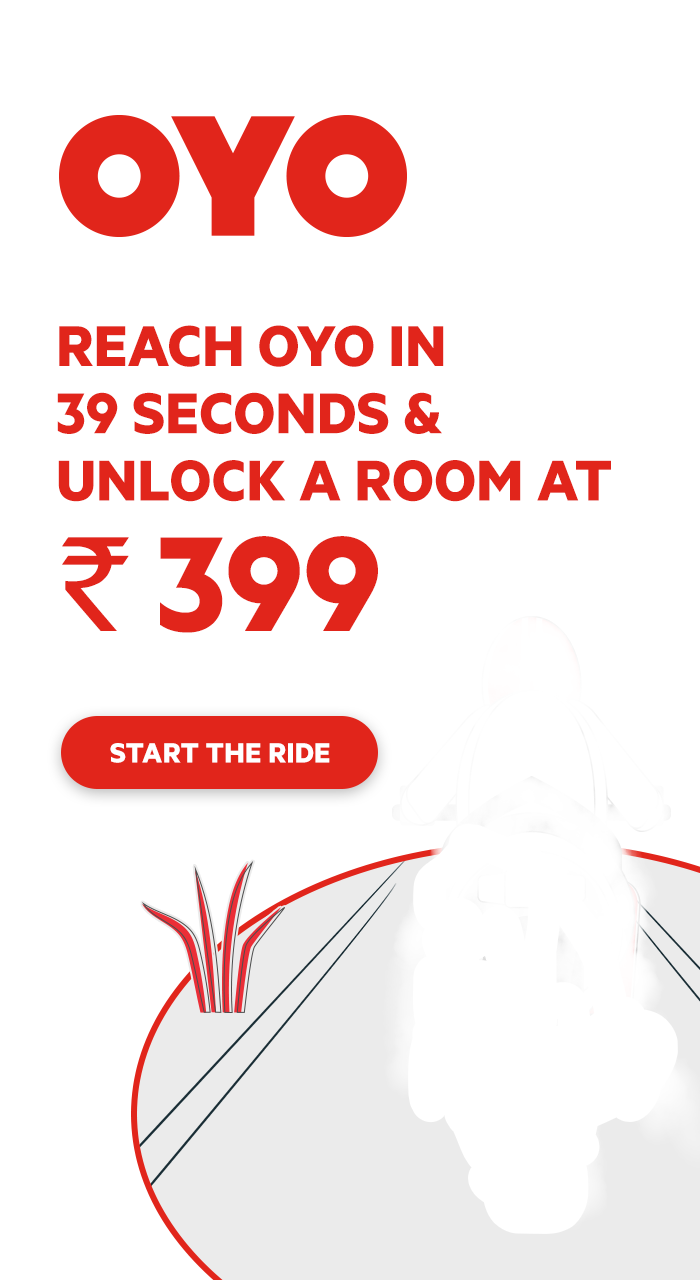 OYO
REACH OYO IN
39 SECONDS &
UNLOCK A ROOM AT
₹ 399
START THE RIDE